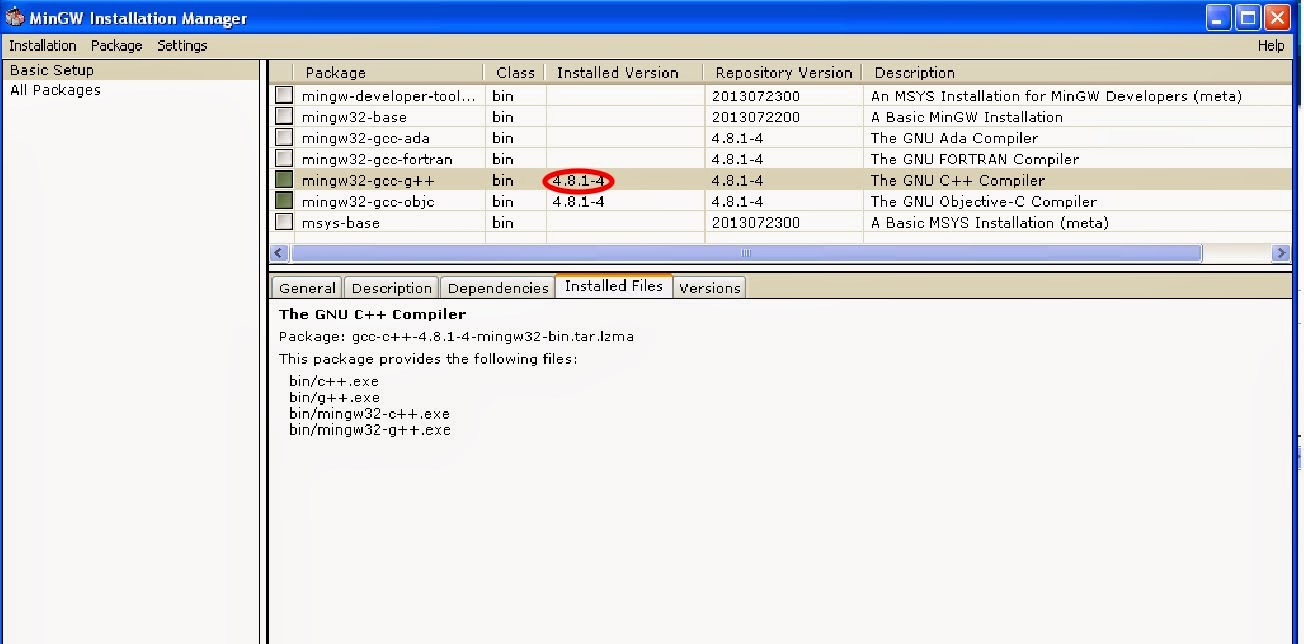 MinGW Installation Manager
Installation Package Settings Help
Basic Setup
All Packages
Package Class Installed Version Repository Version Description
mingw-developer-tool... bin 2013072300 An MSYS Installation for MinGW Developers (meta)
mingw32-base bin 2013072200 A Basic MinGW Installation
mingw32-gcc-ada bin 4.8.1-4 The GNU Ada Compiler
mingw32-gcc-fortran bin 4.8.1-4 The GNU FORTRAN Compiler
mingw32-gcc-g++ bin 4.8.1-4 4.8.1-4 The GNU C++ Compiler
mingw32-gcc-objc bin 4.8.1-4 4.8.1-4 The GNU Objective-C Compiler
msys-base bin 2013072300 A Basic MSYS Installation (meta)
General Description Dependencies Installed Files Versions
The GNU C++ Compiler
Package: gcc-c++-4.8.1-4-mingw32-bin.tar.lzma
This package provides the following files:
bin/c++.exe
bin/g++.exe
bin/mingw32-c++.exe
bin/mingw32-g++.exe